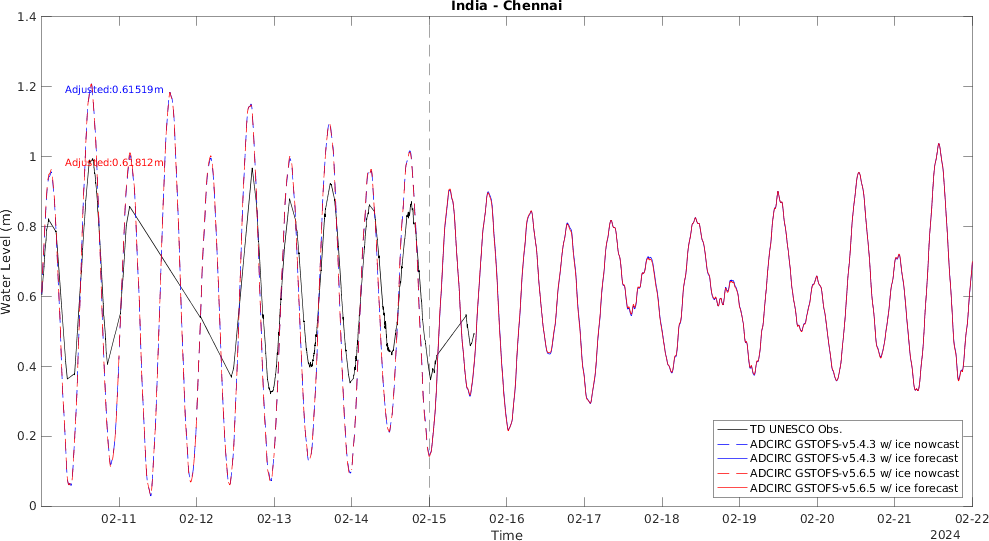 India - Chennai
Water Level (m)
1.4
1.2
1
0.8
0.6
0.4
0.2
0
Adjusted:0.61519m
Adjusted:0.61812m
TD UNESCO Obs.
ADCIRC GSTOFS-v5.4.3 w/ ice nowcast
ADCIRC GSTOFS-v5.4.3 w/ ice forecast
ADCIRC GSTOFS-v5.6.5 w/ ice nowcast
ADCIRC GSTOFS-v5.6.5 w/ ice forecast
02-11 02-12 02-13 02-14 02-15 02-16 02-17 02-18 02-19 02-20 02-21 02-22
Time
2024